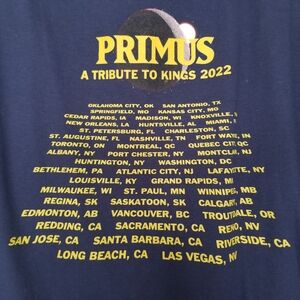 PRIMUS
A TRIBUTE TO KINGS 2022
OKLAHOMA CITY, OK SAN ANTONIO, TX
SPRINGFIELD, MO KANSAS CITY, MO
CEDAR RAPIDS, IA MADISON, WI KNOXVILLE,
NEW ORLEANS, LA HUNTSVILLE, AL MIAMI,
ST. PETERSBURG, FL CHARLESTON, SC
ST. AUGUSTINE, FL NASHVILLE, TN FORT WAYNE, IN
TORONTO, ON MONTREAL, QC QUEBEC CITY, QC
ALBANY, NY PORT CHESTER, NY MONTCLAIR, NJ
HUNTINGTON, NY WASHINGTON, DC
BETHLEHEM, PA ATLANTIC CITY, NJ LAFAYETTE, NY
LOUISVILLE, KY GRAND RAPIDS, MI
MILWAUKEE, WI ST. PAUL, MN WINNIPEG, MB
REGINA, SK SASKATOON, SK CALGARY, AB
EDMONTON, AB VANCOUVER, BC TROUTDALE, OR
REDDING, CA SACRAMENTO, CA RENO, NV
SAN JOSE, CA SANTA BARBARA, CA RIVERSIDE, CA
LONG BEACH, CA LAS VEGAS, NV